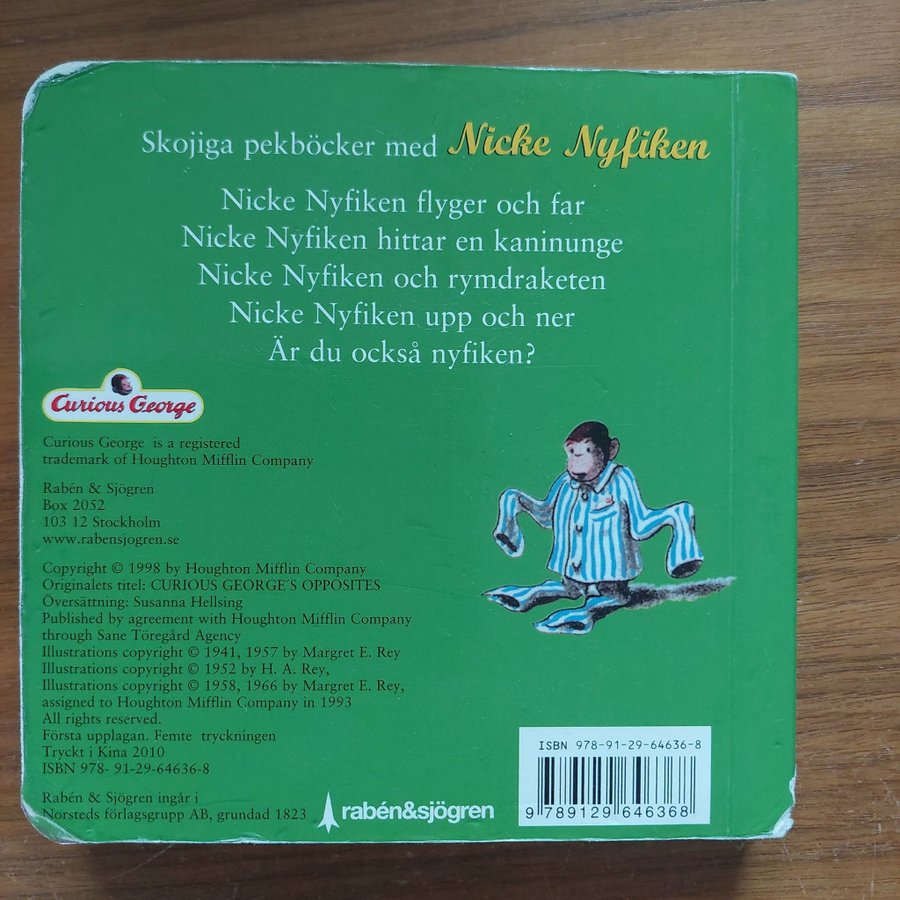 Skojiga pekböcker med Nicke Nyfiken
Nicke Nyfiken flyger och far
Nicke Nyfiken hittar en kaninunge
Nicke Nyfiken och rymdraketen
Nicke Nyfiken upp och ner
Är du också nyfiken?
Curious George
Curious George is a registered
trademark of Houghton Mifflin Company
Rabén & Sjögren
Box 2052
103 12 Stockholm
www.rabensjogren.se
Copyright © 1998 by Houghton Mifflin Company
Originalets titel: CURIOUS GEORGE´S OPPOSITES
Översättning: Susanna Hellsing
Published by agreement with Houghton Mifflin Company
through Sane Töregård Agency
Illustrations copyright © 1941, 1957 by Margret E. Rey
Illustrations copyright © 1952 by H. A. Rey,
Illustrations copyright © 1958, 1966 by Margret E. Rey,
assigned to Houghton Mifflin Company in 1993
All rights reserved.
Första upplagan. Femte tryckningen
Tryckt i Kina 2010
ISBN 978- 91-29-64636-8
Rabén & Sjögren ingår i
Norsteds förlagsgrupp AB, grundad 1823
rabén&sjögren
ISBN 978-91-29-64636-8
9 789129 646368